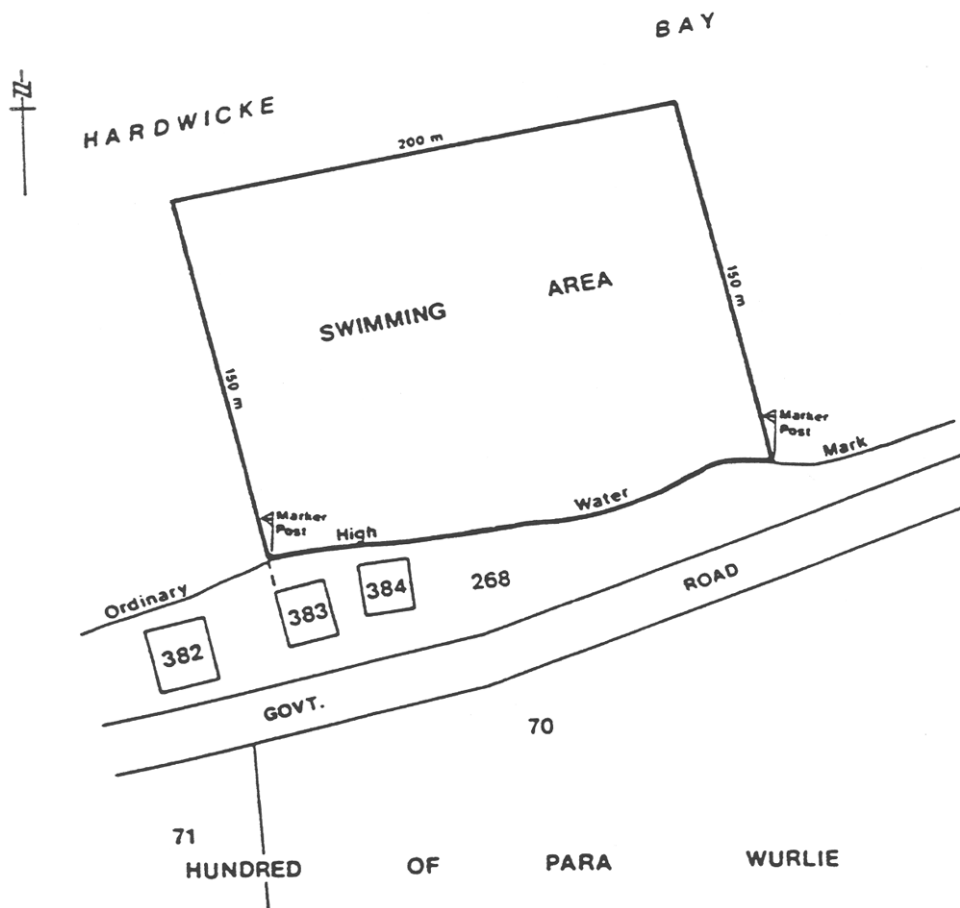 BAY
N
HARDWICKE
200 m
SWIMMING AREA
150 m
150 m
Marker
Post
Mark
Marker
Post
High
Water
Ordinary
382
383
384
268
ROAD
GOVT.
70
71
HUNDRED OF PARA WURLIE